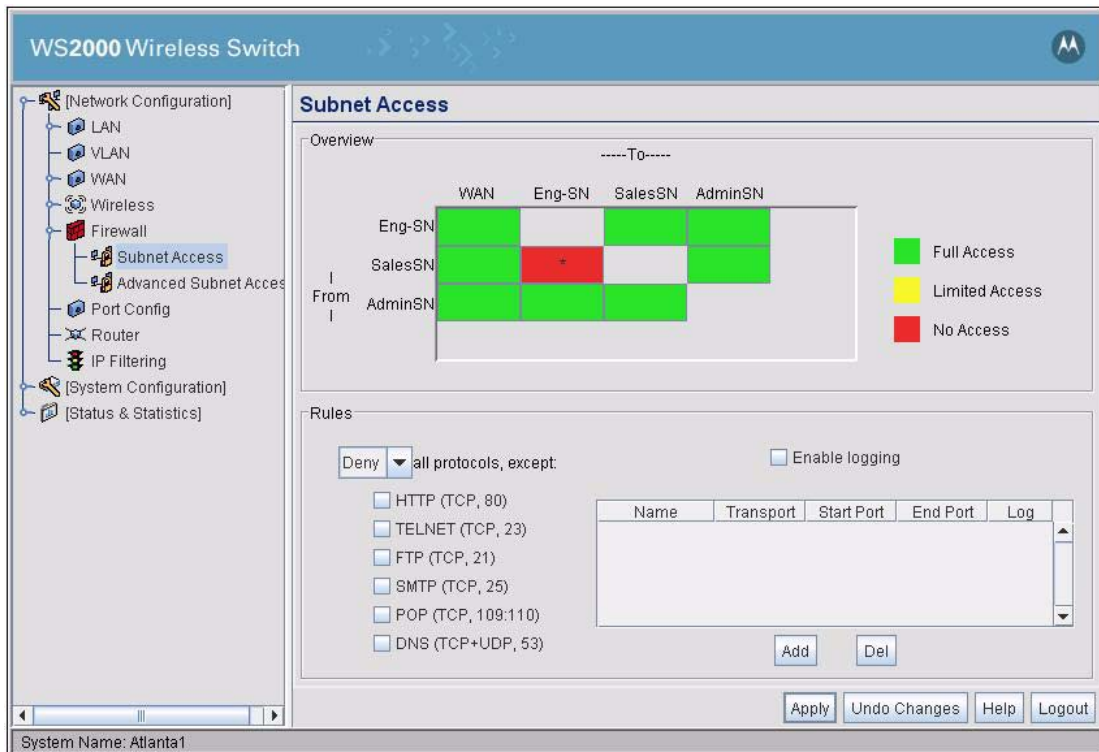 WS2000 Wireless Switch
[Network Configuration]
LAN
VLAN
WAN
Wireless
Firewall
Subnet Access
Advanced Subnet Acces
Port Config
Router
IP Filtering
[System Configuration]
[Status & Statistics]
Subnet Access
Overview
-----To-----
WAN Eng-SN SalesSN AdminSN
Eng-SN
SalesSN *
AdminSN
From
Full Access
Limited Access
No Access
Rules
Deny all protocols, except:
Enable logging
HTTP (TCP, 80)
TELNET (TCP, 23)
FTP (TCP, 21)
SMTP (TCP, 25)
POP (TCP, 109:110)
DNS (TCP+UDP, 53)
Name Transport Start Port End Port Log
Add Del
Apply Undo Changes Help Logout
System Name: Atlanta1